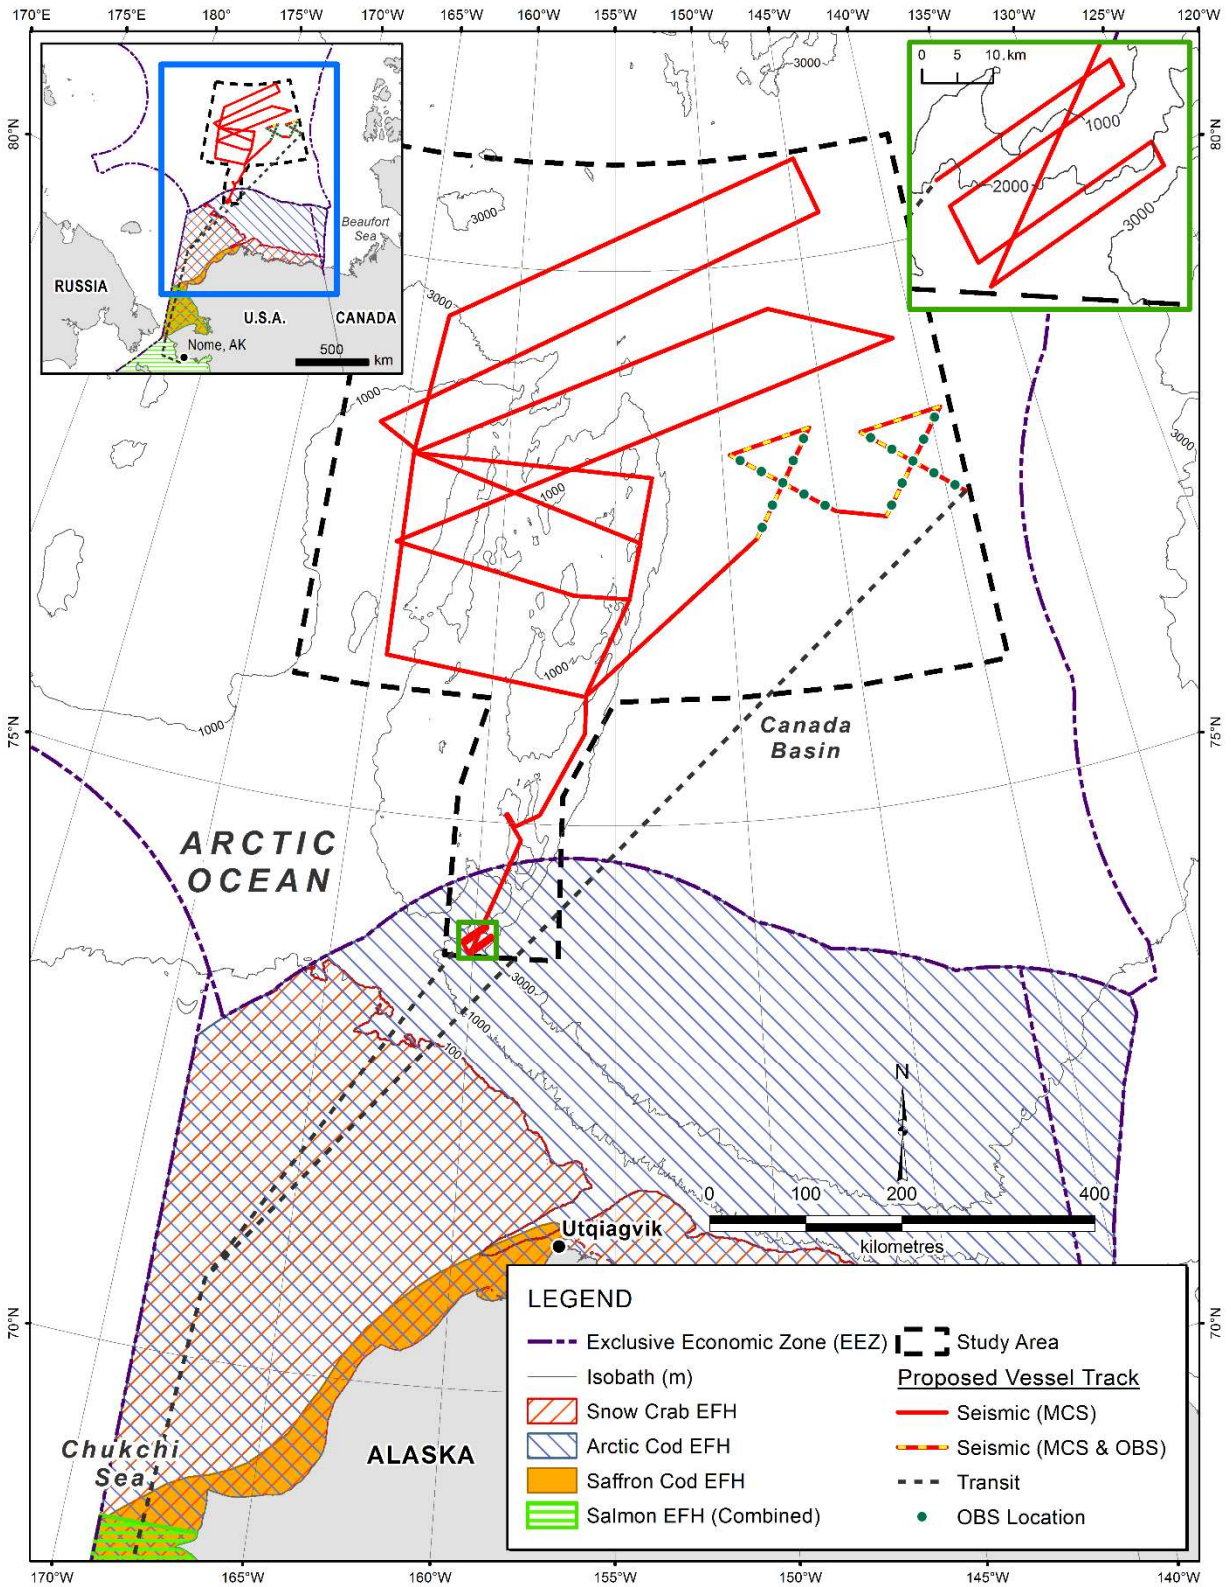 170°E 180° 175°W 170°W 165°W 160°W 155°W 150°W 145°W 140°W 135°W 130°W 125°W 120°W
80°N
75°N
70°N
80°N
75°N
70°N
170°W 165°W 160°W 155°W 150°W 145°W 140°W
RUSSIA
U.S.A.
CANADA
Beaufort
Sea
Nome, AK
500
km
0 5 10 km
1000
2000
3000
3000
3000
3000
1000
3000
1000
1000
1000
Canada
Basin
ARCTIC
OCEAN
3000
1000
100
N
0 100 200 400
kilometres
Utqiagvik
ALASKA
Chukchi
Sea
LEGEND
Exclusive Economic Zone (EEZ)
Isobath (m)
Snow Crab EFH
Arctic Cod EFH
Saffron Cod EFH
Salmon EFH (Combined)
Study Area
Proposed Vessel Track
Seismic (MCS)
Seismic (MCS & OBS)
Transit
OBS Location